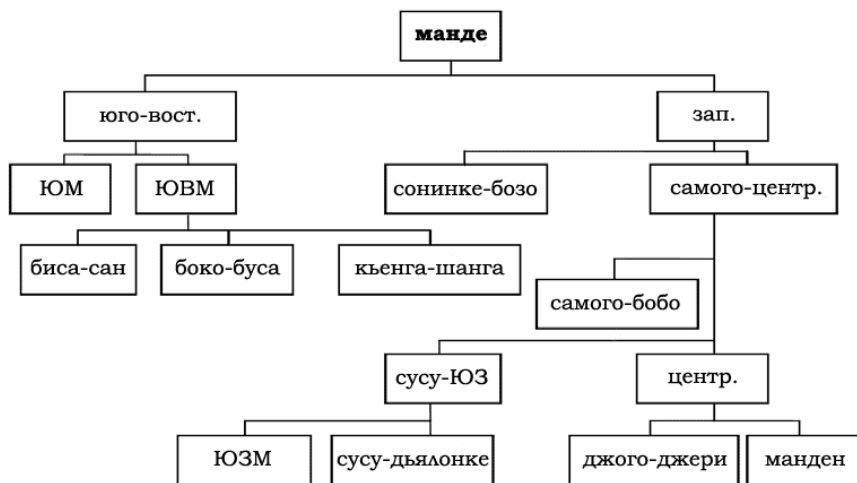 манде
юго-вост.
зап.
ЮМ
ЮВМ
сонинке-бозо
самого-центр.
биса-сан
боко-буса
кьенга-шанга
самого-бобо
сусу-ЮЗ
центр.
ЮЗМ
сусу-дьялонке
джого-джери
манден